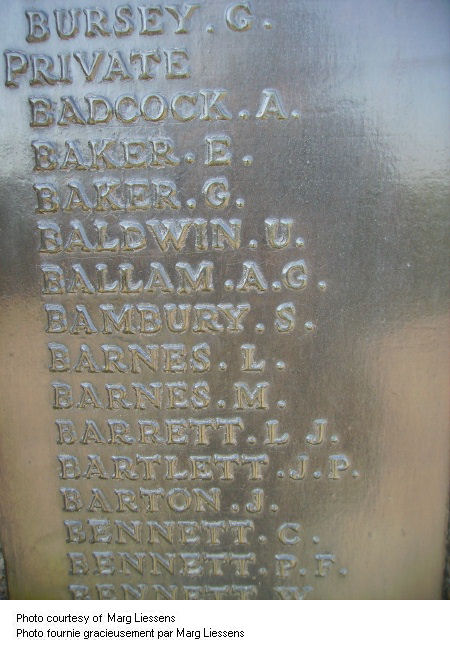 BURSEY. G.
PRIVATE
BADCOCK. A.
BAKER. E.
BAKER. G.
BALDWIN. U.
BALLAM. A.G.
BAMBURY. S.
BARNES. L.
BARNES. M.
BARRETT. L J.
BARTLETT. J.P.
BARTON. J.
BENNETT. C.
BENNETT. P. F.
BENNETT. W.
Photo courtesy of Marg Liessens
Photo fournie gracieusement par Marg Liessens